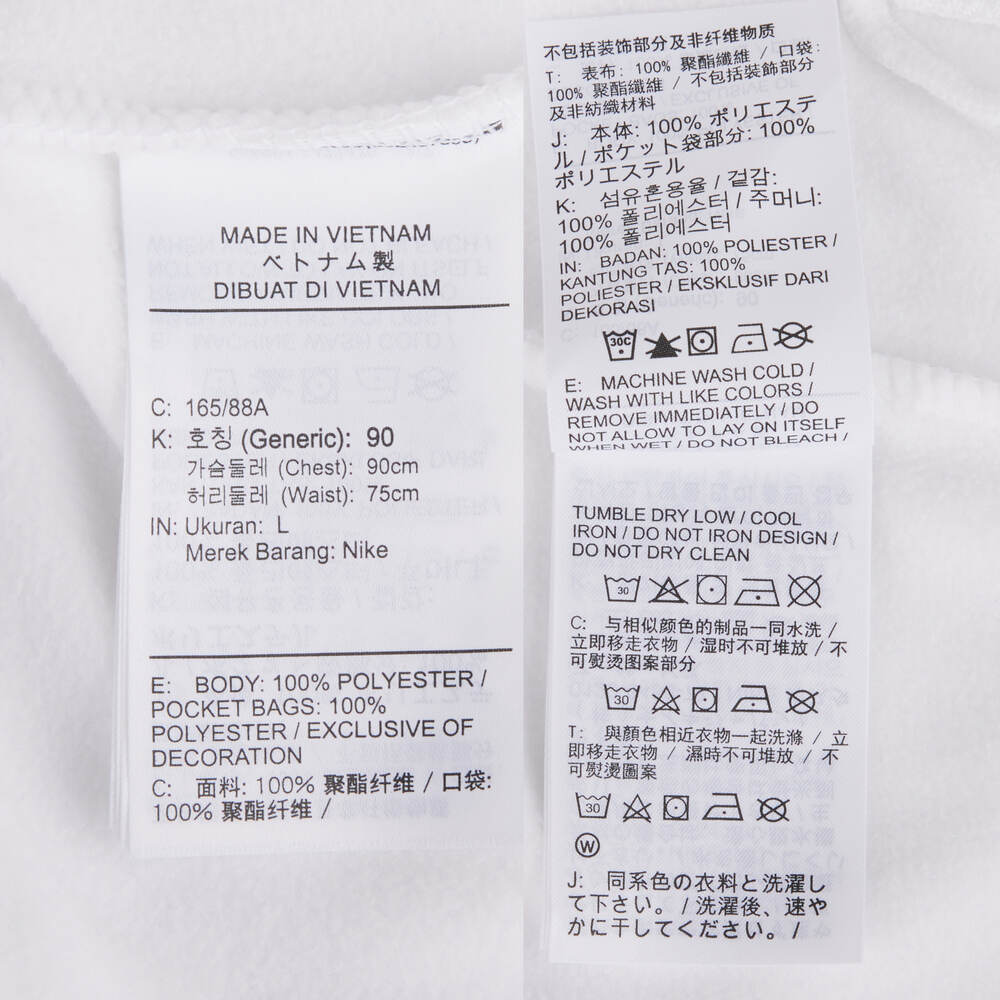 MADE IN VIETNAM
ベトナム製
DIBUAT DI VIETNAM
C: 165/88A
K: 호칭 (Generic): 90
가슴둘레 (Chest): 90cm
허리둘레 (Waist): 75cm
IN: Ukuran: L
Merek Barang: Nike
E: BODY: 100% POLYESTER /
POCKET BAGS: 100%
POLYESTER / EXCLUSIVE OF
DECORATION
C: 面料: 100% 聚酯纤维 / 口袋:
100% 聚酯纤维 /
不包括装饰部分及非纤维物质
T: 表布: 100% 聚酯纖維 / 口袋:
100% 聚酯纖維 / 不包括裝飾部分
及非紡織材料
J: 本体: 100% ポリエステ
ル / ポケット袋部分: 100%
ポリエステル
K: 섬유혼용율 / 겉감:
100% 폴리에스터 / 주머니:
100% 폴리에스터
IN: BADAN: 100% POLIESTER /
KANTUNG TAS: 100%
POLIESTER / EKSKLUSIF DARI
DEKORASI
30C
E: MACHINE WASH COLD /
WASH WITH LIKE COLORS /
REMOVE IMMEDIATELY / DO
NOT ALLOW TO LAY ON ITSELF
WHEN WET / DO NOT BLEACH /
TUMBLE DRY LOW / COOL
IRON / DO NOT IRON DESIGN /
DO NOT DRY CLEAN
30
C: 与相似颜色的制品一同水洗 /
立即移走衣物 / 湿时不可堆放 / 不
可熨烫图案部分
30
T: 與顏色相近衣物一起洗滌 / 立
即移走衣物 / 濕時不可堆放 / 不
可熨燙圖案
30
W
J: 同系色の衣料と洗濯し
て下さい。 / 洗濯後、速や
かに干してください。 /